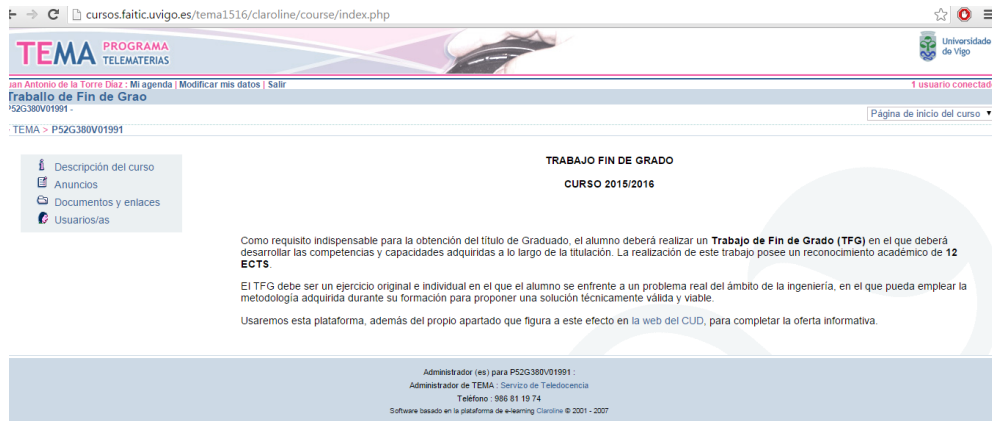 cursos.faitic.uvigo.es/tema1516/claroline/course/index.php
TEMA PROGRAMA TELEMATERIAS
Universidade de Vigo
uan Antonio de la Torre Díaz : Mi agenda | Modificar mis datos | Salir
1 usuario conectad
Traballo de Fin de Grao
P52G380V01991 -
Página de inicio del curso
TEMA > P52G380V01991
Descripción del curso
Anuncios
Documentos y enlaces
Usuarios/as
TRABAJO FIN DE GRADO
CURSO 2015/2016
Como requisito indispensable para la obtención del título de Graduado, el alumno deberá realizar un Trabajo de Fin de Grado (TFG) en el que deberá
desarrollar las competencias y capacidades adquiridas a lo largo de la titulación. La realización de este trabajo posee un reconocimiento académico de 12
ECTS.
El TFG debe ser un ejercicio original e individual en el que el alumno se enfrente a un problema real del ámbito de la ingeniería, en el que pueda emplear la
metodología adquirida durante su formación para proponer una solución técnicamente válida y viable.
Usaremos esta plataforma, además del propio apartado que figura a este efecto en la web del CUD, para completar la oferta informativa.
Administrador (es) para P52G380V01991 :
Administrador de TEMA : Servizo de Teledocencia
Teléfono : 986 81 19 74
Software basado en la plataforma de e-learning Claroline © 2001 - 2007